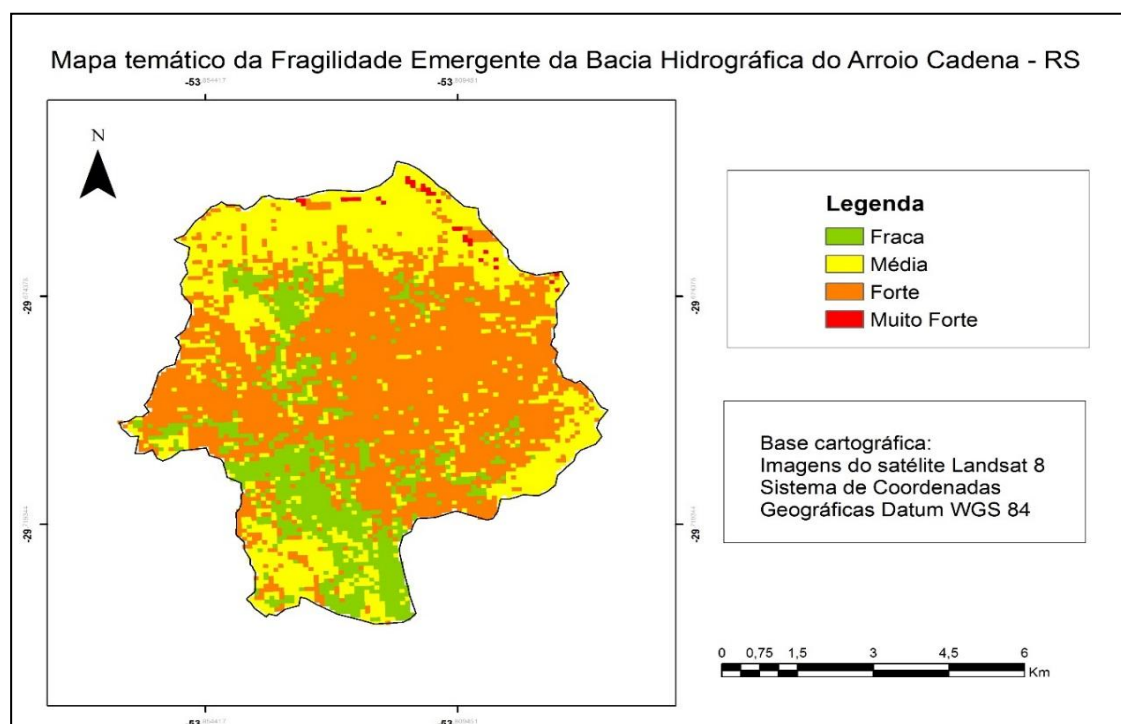 Mapa temático da Fragilidade Emergente da Bacia Hidrográfica do Arroio Cadena - RS
-53
-53
N
Legenda
Fraca
Média
Forte
Muito Forte
-29
-29
Base cartográfica:
Imagens do satélite Landsat 8
Sistema de Coordenadas
Geográficas Datum WGS 84
0 0,75 1,5 3 4,5 6
Km
-53
-53